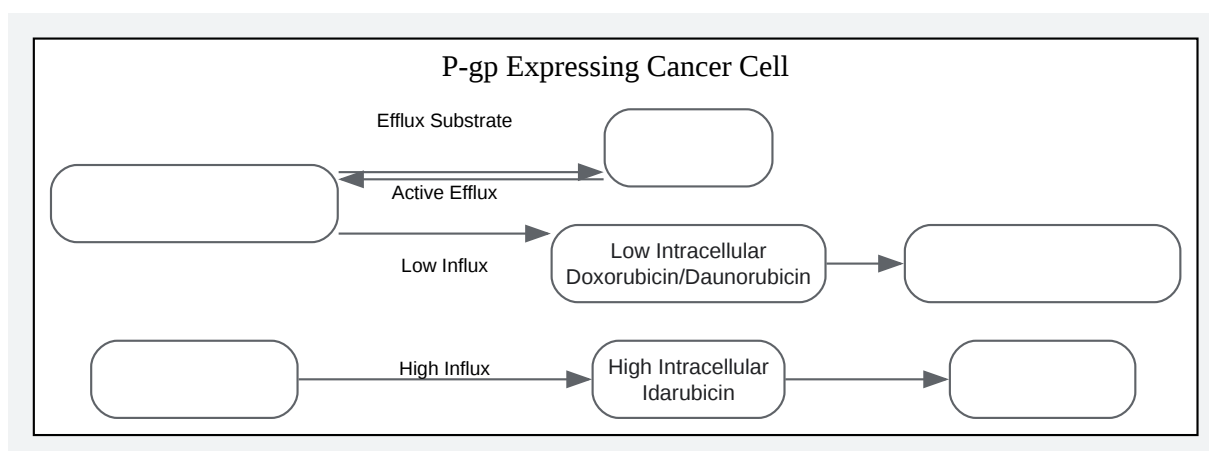 P-gp Expressing Cancer Cell
Efflux Substrate
Active Efflux
Low Influx
Low Intracellular
Doxorubicin/Daunorubicin
High Influx
High Intracellular
Idarubicin